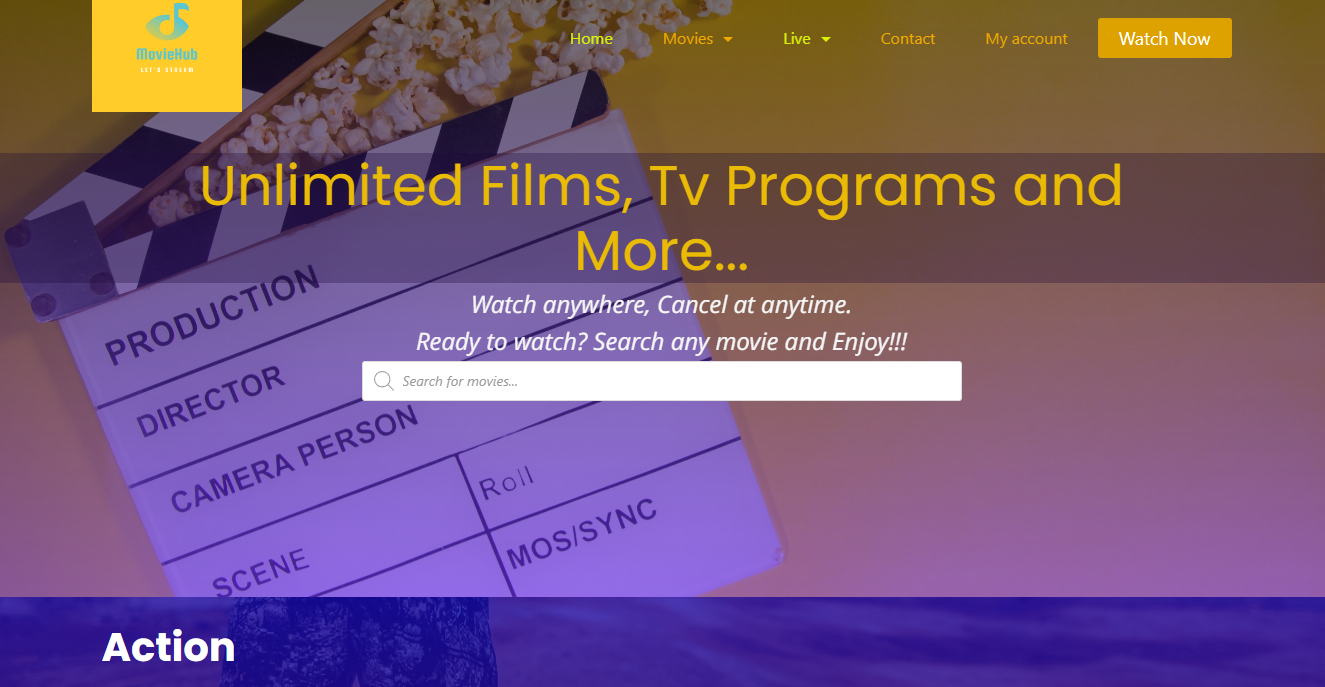 MovieHub
LET'S STREAM
Home Movies Live Contact My account Watch Now
Unlimited Films, Tv Programs and
More...
Watch anywhere, Cancel at anytime.
Ready to watch? Search any movie and Enjoy!!!
Search for movies...
PRODUCTION
DIRECTOR
CAMERA PERSON
Roll
SCENE
MOS/SYNC
Action